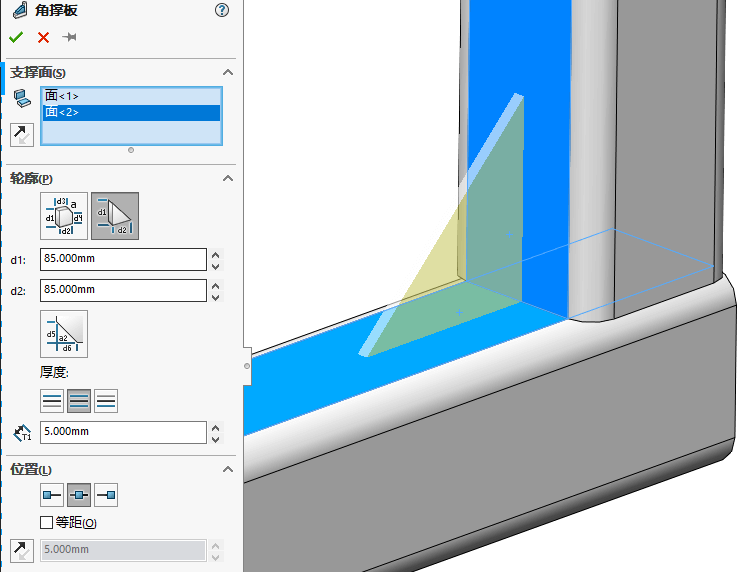 角撑板
支撑面(S)
面<1>
面<2>
轮廓(P)
d3 a
d1 d4
d2
d1
d2
d1: 85.000mm
d2: 85.000mm
d5 a2
d6
厚度:
T1 5.000mm
位置(L)
等距(O)
5.000mm